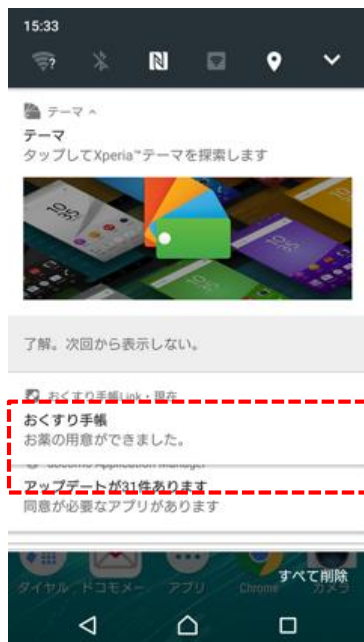 15:33
テーマ
テーマ
タップしてXperia™テーマを探索します
了解。次回から表示しない。
おくすり手帳Link・現在
おくすり手帳
お薬の用意ができました。
docomo Application Manager
アップデートが31件あります
同意が必要なアプリがあります
すべて削除
ダイヤル ドコモメー アプリ Chrome カメラ